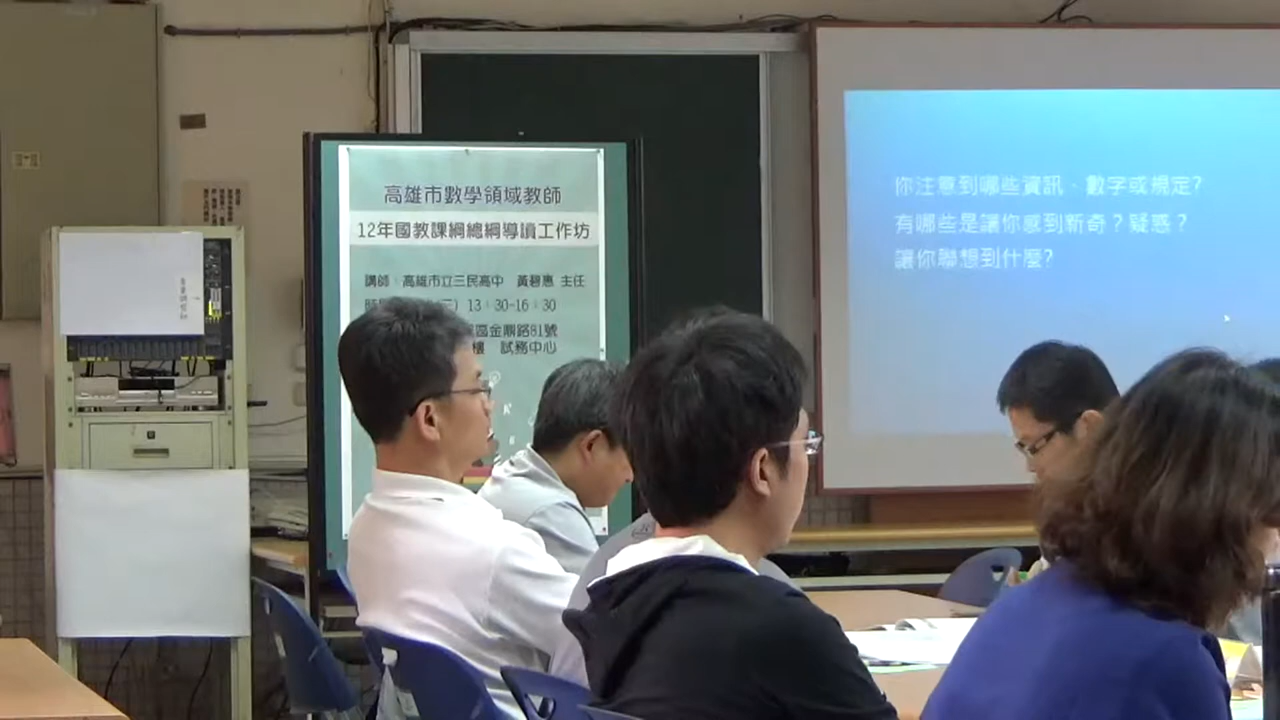 高雄市數學領域教師
12年國教課綱總綱導讀工作坊
講師：高雄市立三民高中 黃碧惠 主任
13：30-16：30
區金鼎路81號
樓 試務中心
你注意到哪些資訊、數字或規定?
有哪些是讓你感到新奇？疑惑？
讓你聯想到什麼?